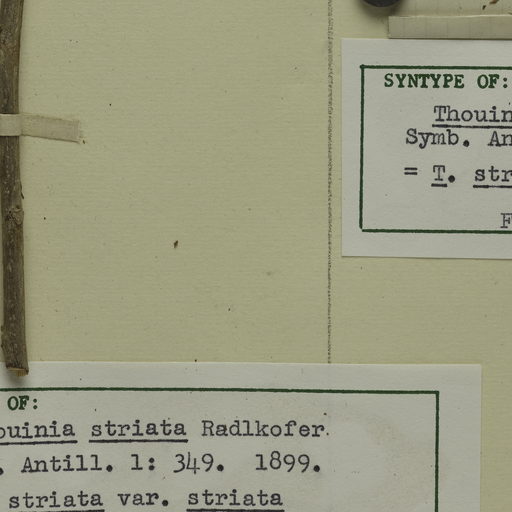 SYNTYPE OF:
Thouin
Symb. An
= T. str
F
OF:
ouinia striata Radlkofer.
. Antill. 1: 349. 1899.
striata var. striata